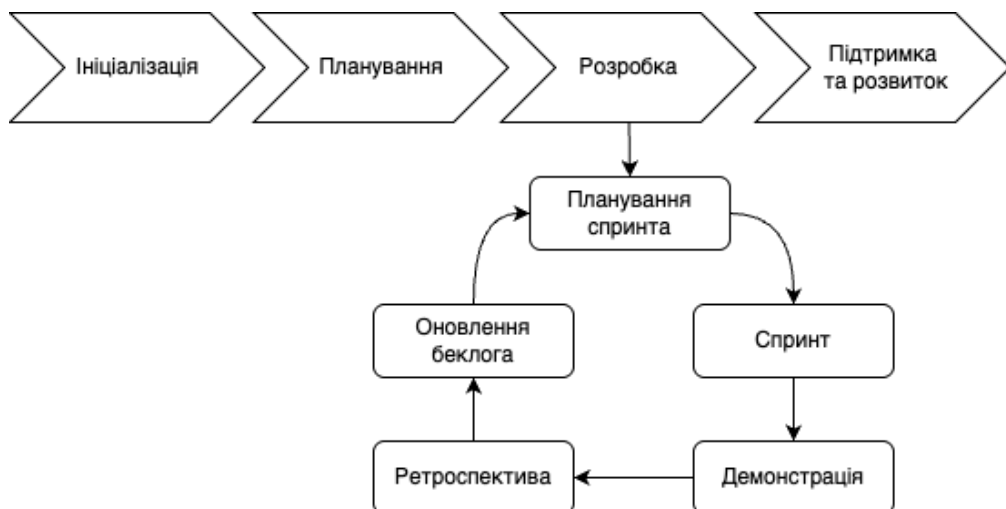 Ініціалізація
Планування
Розробка
Підтримка
та розвиток
Планування
спринта
Оновлення
беклога
Спринт
Ретроспектива
Демонстрація